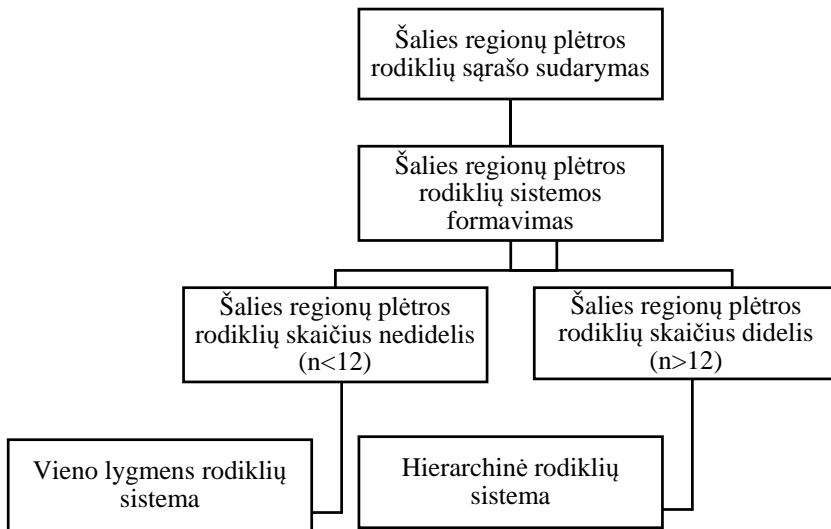 Šalies regionų plėtros
rodiklių sąrašo sudarymas
Šalies regionų plėtros
rodiklių sistemos
formavimas
Šalies regionų plėtros
rodiklių skaičius nedidelis
(n<12)
Šalies regionų plėtros
rodiklių skaičius didelis
(n>12)
Vieno lygmens rodiklių
sistema
Hierarchinė rodiklių
sistema